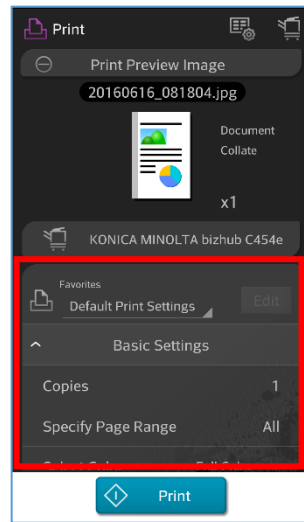 Print
Print Preview Image
20160616_081804.jpg
Document
Collate
x1
KONICA MINOLTA bizhub C454e
Favorites
Default Print Settings
Edit
Basic Settings
Copies 1
Specify Page Range All
Print